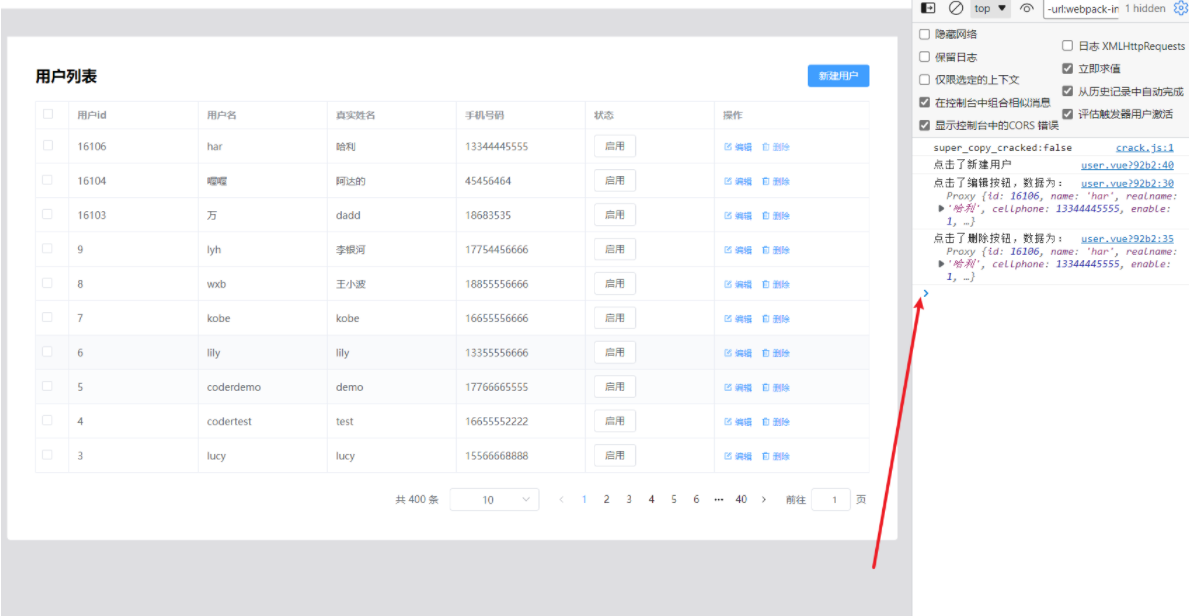 用户列表
新建用户
用户id 用户名 真实姓名 手机号码 状态 操作
16106 har 哈利 13344445555 启用 编辑 删除
16104 喔喔 阿达的 45456464 启用 编辑 删除
16103 万 dadd 18683535 启用 编辑 删除
9 lyh 李银河 17754456666 启用 编辑 删除
8 wxb 王小波 18855556666 启用 编辑 删除
7 kobe kobe 16655556666 启用 编辑 删除
6 lily lily 13355556666 启用 编辑 删除
5 coderdemo demo 17766665555 启用 编辑 删除
4 codertest test 16655552222 启用 编辑 删除
3 lucy lucy 15566668888 启用 编辑 删除
共 400 条 10 1 2 3 4 5 6 ··· 40 前往 1 页
top -url:webpack-in 1 hidden
隐藏网络
日志 XMLHttpRequests
保留日志
立即求值
仅限选定的上下文
从历史记录中自动完成
在控制台中组合相似消息
评估触发器用户激活
显示控制台中的CORS 错误
super_copy_cracked:false crack.js:1
点击了新建用户 user.vue?92b2:40
点击了编辑按钮，数据为： user.vue?92b2:30
Proxy {id: 16106, name: 'har', realname:
'哈利', cellphone: 13344445555, enable:
1, …}
点击了删除按钮，数据为： user.vue?92b2:35
Proxy {id: 16106, name: 'har', realname:
'哈利', cellphone: 13344445555, enable:
1, …}